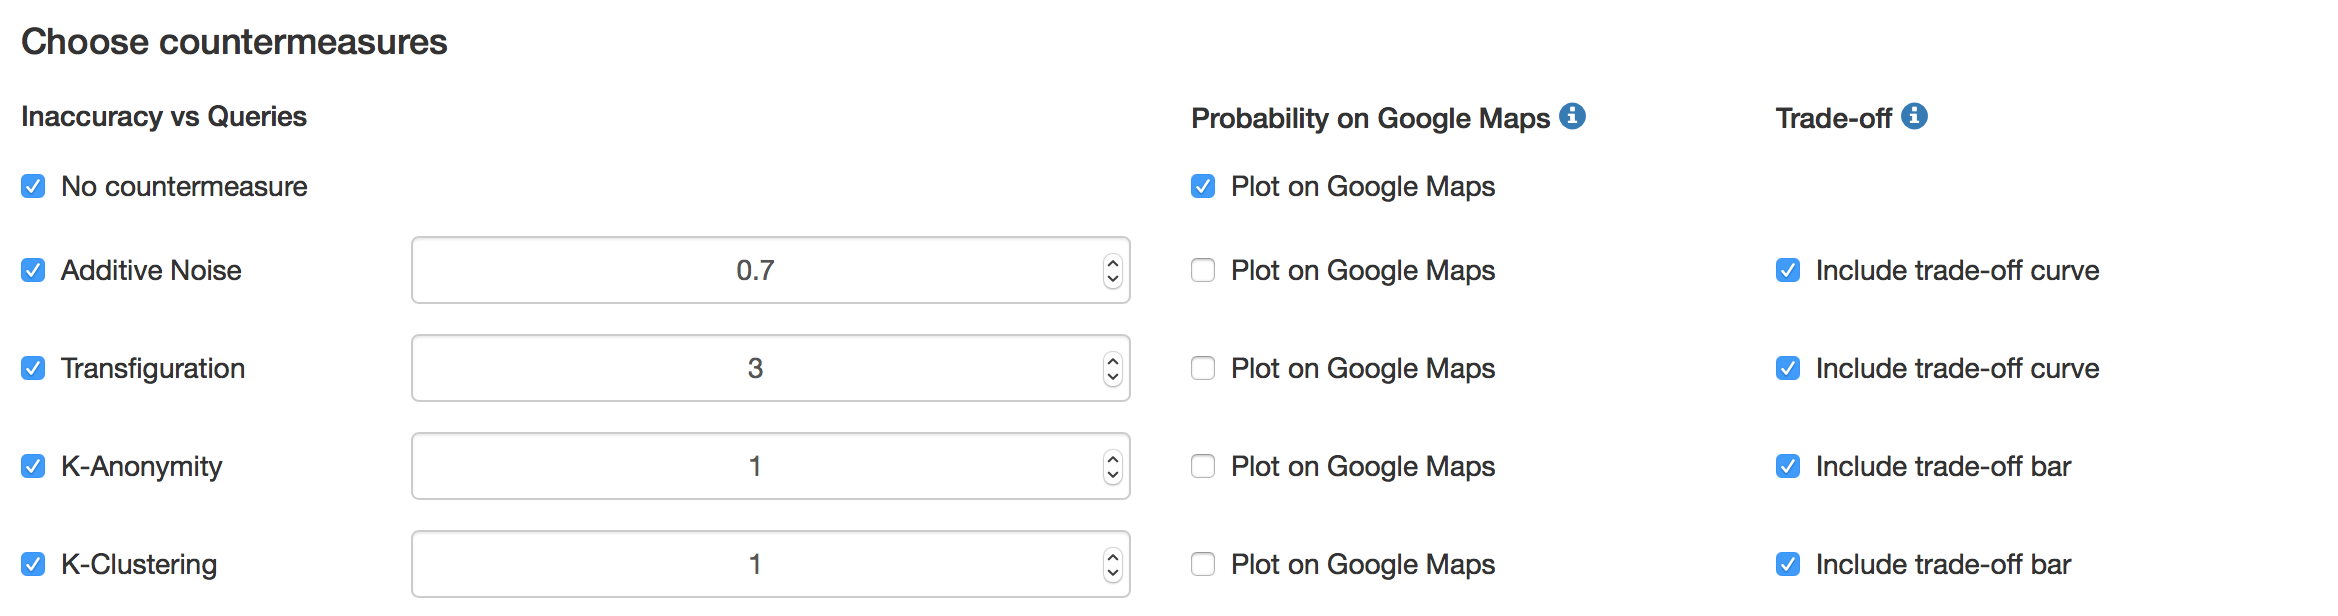 Choose countermeasures
Inaccuracy vs Queries Probability on Google Maps Trade-off
No countermeasure Plot on Google Maps
Additive Noise 0.7 Plot on Google Maps Include trade-off curve
Transfiguration 3 Plot on Google Maps Include trade-off curve
K-Anonymity 1 Plot on Google Maps Include trade-off bar
K-Clustering 1 Plot on Google Maps Include trade-off bar